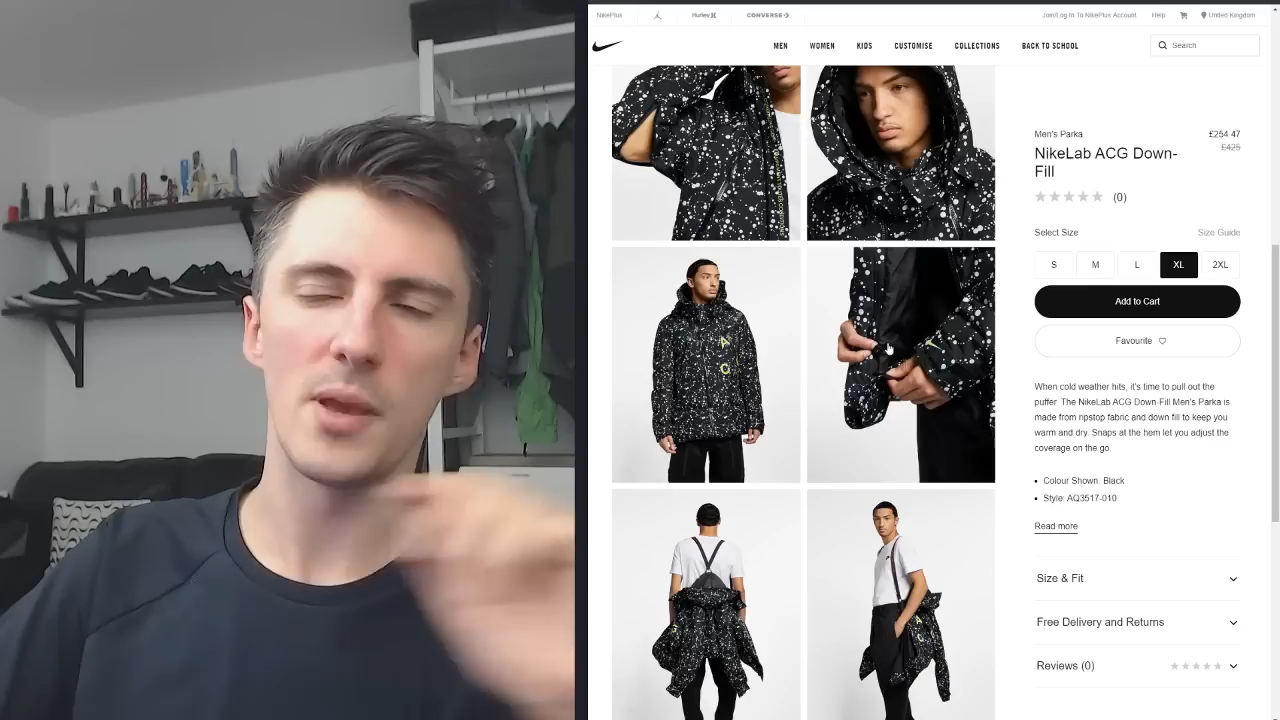 NikePlus
Hurley
CONVERSE
Join/Log In To NikePlus Account
Help
United Kingdom
MEN
WOMEN
KIDS
CUSTOMISE
COLLECTIONS
BACK TO SCHOOL
Search
Men's Parka
£254.47
NikeLab ACG Down-
Fill
£425
(0)
Select Size
Size Guide
S
M
L
XL
2XL
Add to Cart
Favourite
When cold weather hits, it's time to pull out the
puffer. The NikeLab ACG Down-Fill Men's Parka is
made from ripstop fabric and down fill to keep you
warm and dry. Snaps at the hem let you adjust the
coverage on the go.
Colour Shown: Black
Style: AQ3517-010
Read more
Size & Fit
Free Delivery and Returns
Reviews (0)